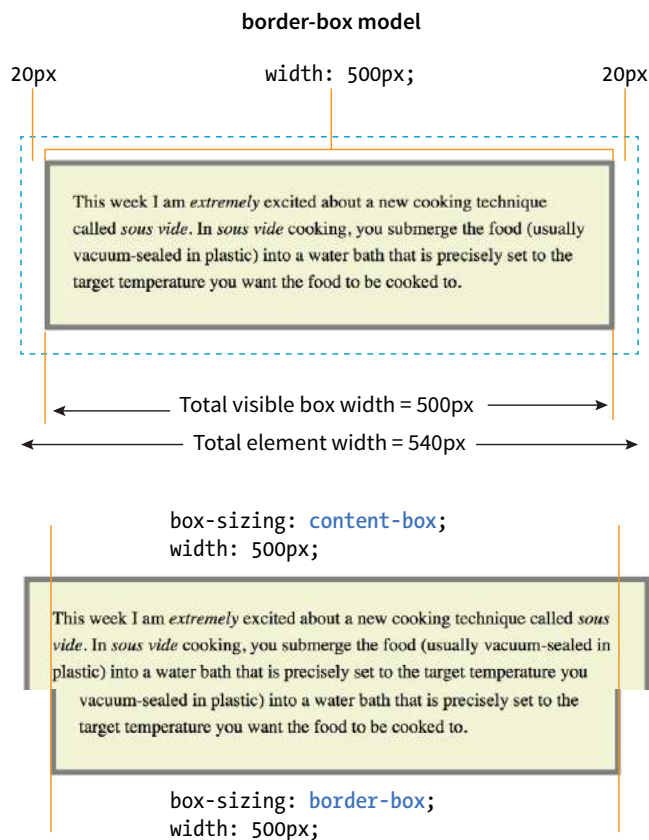 border-box model
20px width: 500px; 20px
This week I am extremely excited about a new cooking technique
called sous vide. In sous vide cooking, you submerge the food (usually
vacuum-sealed in plastic) into a water bath that is precisely set to the
target temperature you want the food to be cooked to.
Total visible box width = 500px
Total element width = 540px
box-sizing: content-box;
width: 500px;
This week I am extremely excited about a new cooking technique called sous
vide. In sous vide cooking, you submerge the food (usually vacuum-sealed in
plastic) into a water bath that is precisely set to the target temperature you
vacuum-sealed in plastic) into a water bath that is precisely set to the
target temperature you want the food to be cooked to.
box-sizing: border-box;
width: 500px;